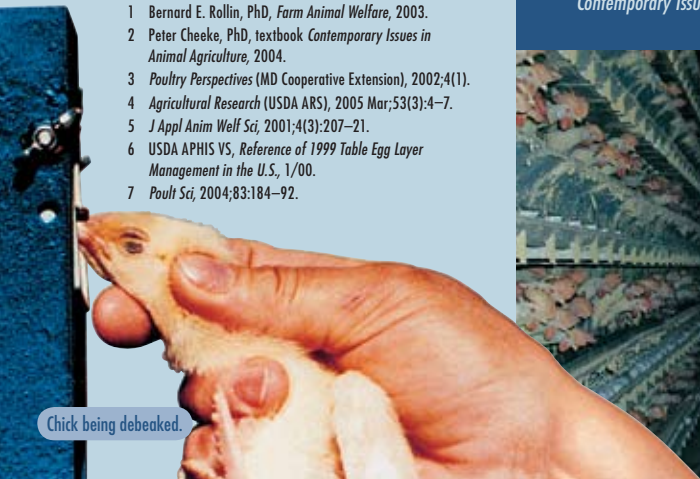 Contemporary Issu
1 Bernard E. Rollin, PhD, Farm Animal Welfare, 2003.
2 Peter Cheeke, PhD, textbook Contemporary Issues in
Animal Agriculture, 2004.
3 Poultry Perspectives (MD Cooperative Extension), 2002;4(1).
4 Agricultural Research (USDA ARS), 2005 Mar;53(3):4–7.
5 J Appl Anim Welf Sci, 2001;4(3):207–21.
6 USDA APHIS VS, Reference of 1999 Table Egg Layer
Management in the U.S., 1/00.
7 Poult Sci, 2004;83:184–92.
Chick being debeaked.